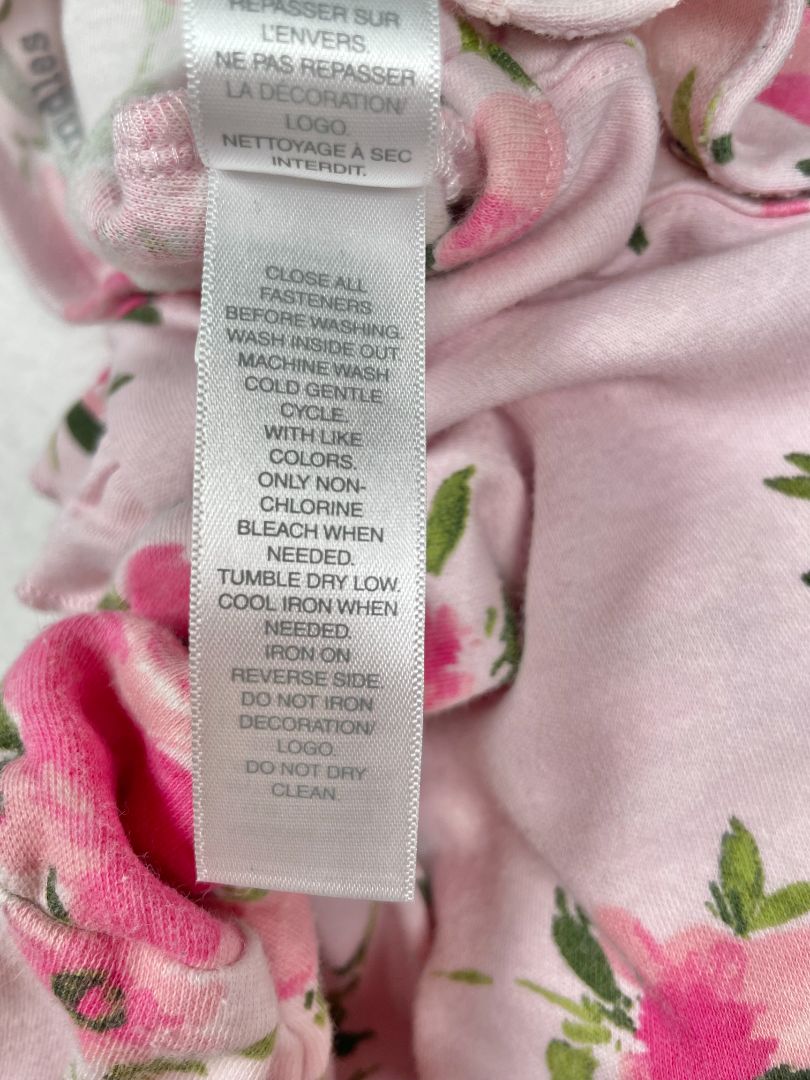 REPASSER SUR
L'ENVERS.
NE PAS REPASSER
LA DÉCORATION/
LOGO.
NETTOYAGE À SEC
INTERDIT.
CLOSE ALL
FASTENERS
BEFORE WASHING.
WASH INSIDE OUT.
MACHINE WASH
COLD GENTLE
CYCLE.
WITH LIKE
COLORS.
ONLY NON-
CHLORINE
BLEACH WHEN
NEEDED.
TUMBLE DRY LOW.
COOL IRON WHEN
NEEDED.
IRON ON
REVERSE SIDE.
DO NOT IRON
DECORATION/
LOGO.
DO NOT DRY
CLEAN.